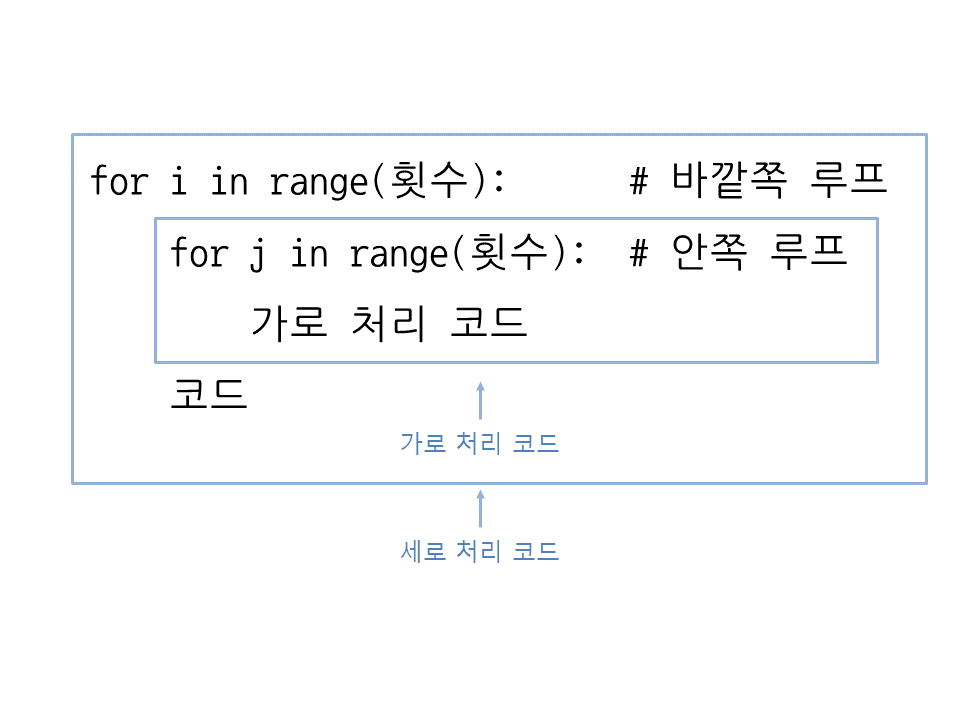 for i in range(횟수):      # 바깥쪽 루프
    for j in range(횟수):  # 안쪽 루프
        가로 처리 코드
    코드
가로 처리 코드
세로 처리 코드